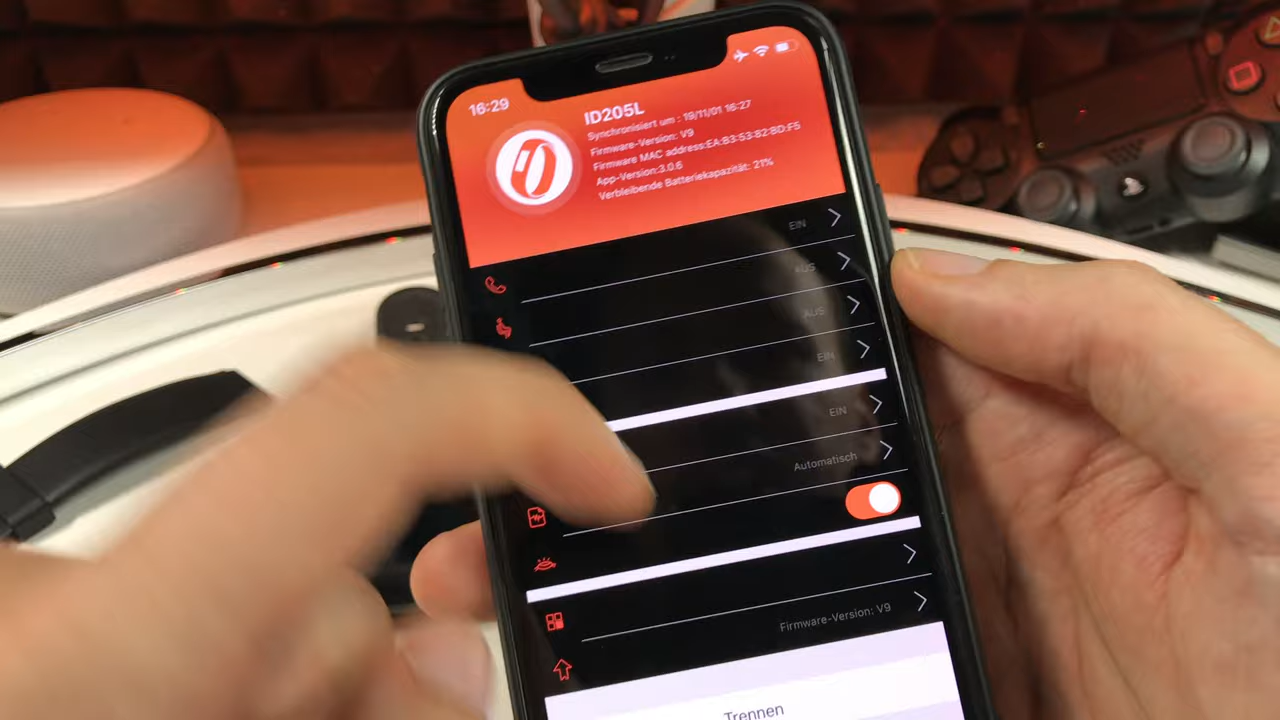 16:29
ID205L
Synchronisiert um : 19/11/01 16:27
Firmware-Version: V9
Firmware MAC address:EA:B3:53:82:BD:F5
App-Version:3.0.6
Verbleibende Batteriekapazität: 21%
EIN
AUS
AUS
EIN
EIN
Automatisch
Firmware-Version: V9
Trennen